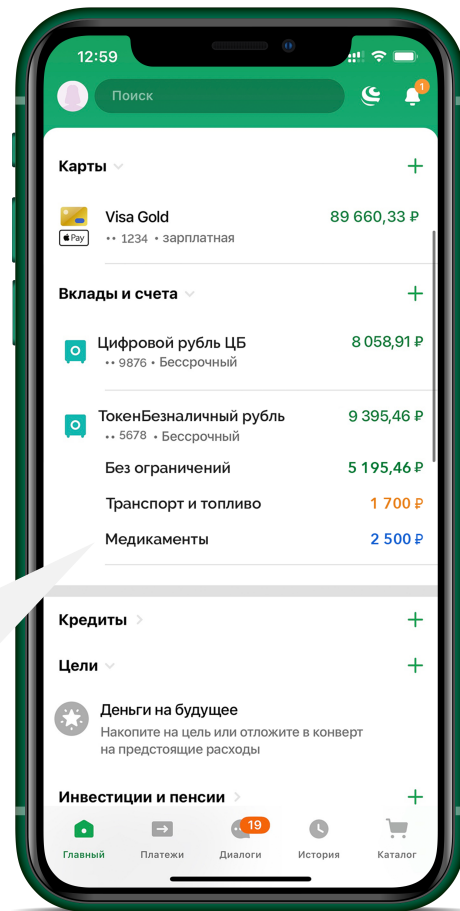 12:59
Поиск
1
Карты
Visa Gold 89 660,33 ₽
Pay •• 1234 • зарплатная
Вклады и счета
Цифровой рубль ЦБ 8 058,91 ₽
•• 9876 • Бессрочный
ТокенБезналичный рубль 9 395,46 ₽
•• 5678 • Бессрочный
Без ограничений 5 195,46 ₽
Транспорт и топливо 1 700 ₽
Медикаменты 2 500 ₽
Кредиты
Цели
Деньги на будущее
Накопите на цель или отложите в конверт
на предстоящие расходы
Инвестиции и пенсии
19
Главный Платежи Диалоги История Каталог